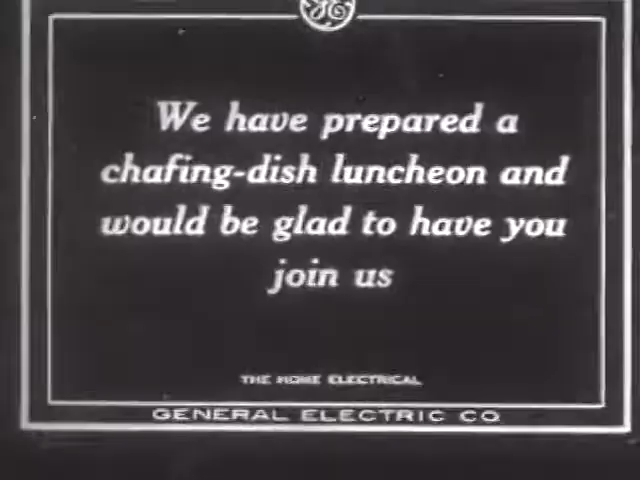 We have prepared a
chafing-dish luncheon and
would be glad to have you
join us
THE HOME ELECTRICAL
GENERAL ELECTRIC CO